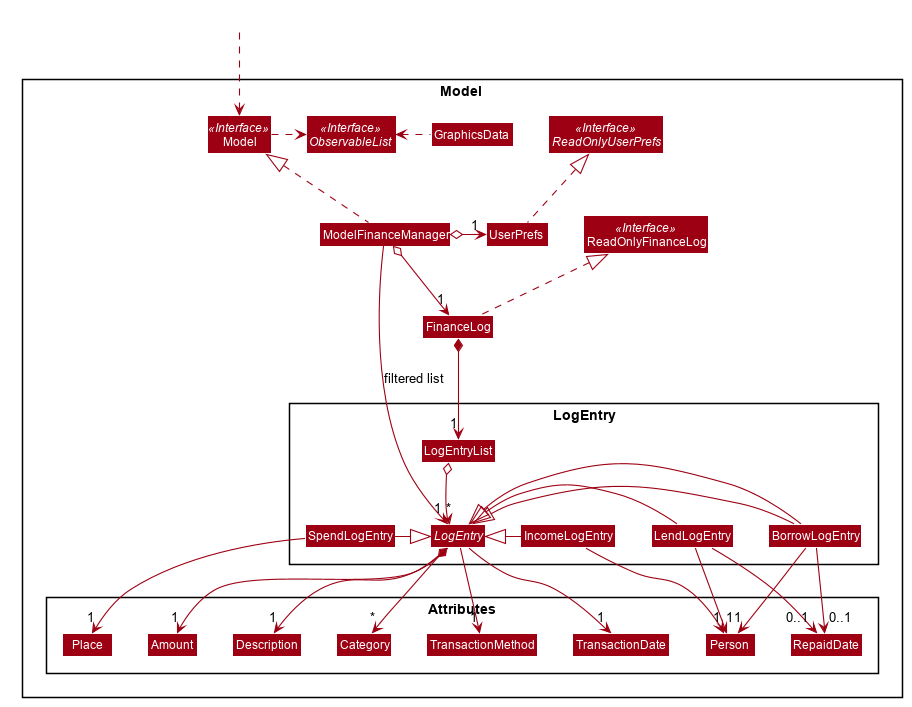 Model
«Interface»
Model
«Interface»
ObservableList
GraphicsData
«Interface»
ReadOnlyUserPrefs
ModelFinanceManager
1
UserPrefs
«Interface»
ReadOnlyFinanceLog
1
FinanceLog
filtered list
LogEntry
1
LogEntryList
1
*
SpendLogEntry
LogEntry
IncomeLogEntry
LendLogEntry
BorrowLogEntry
Attributes
1
1
1
*
1
1
1
1
1
0..1
0..1
Place
Amount
Description
Category
TransactionMethod
TransactionDate
Person
RepaidDate